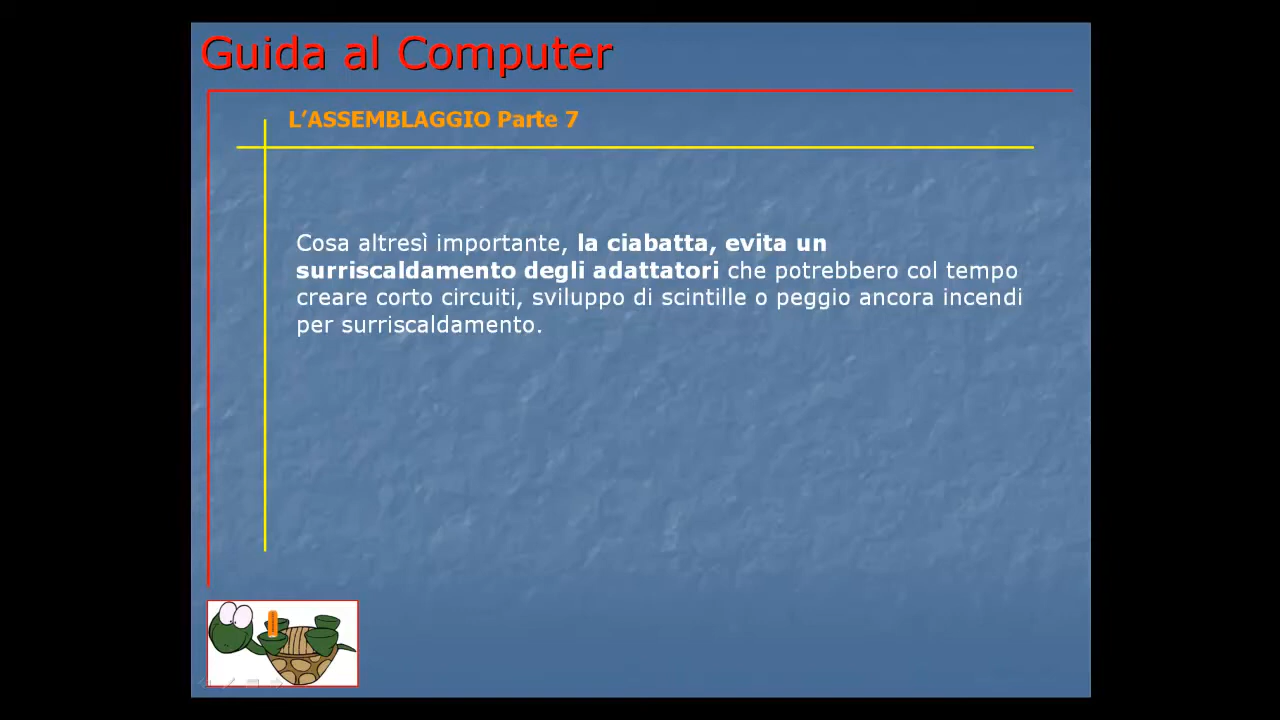 Guida al Computer
L’ASSEMBLAGGIO Parte 7
Cosa altresì importante, la ciabatta, evita un
surriscaldamento degli adattatori che potrebbero col tempo
creare corto circuiti, sviluppo di scintille o peggio ancora incendi
per surriscaldamento.